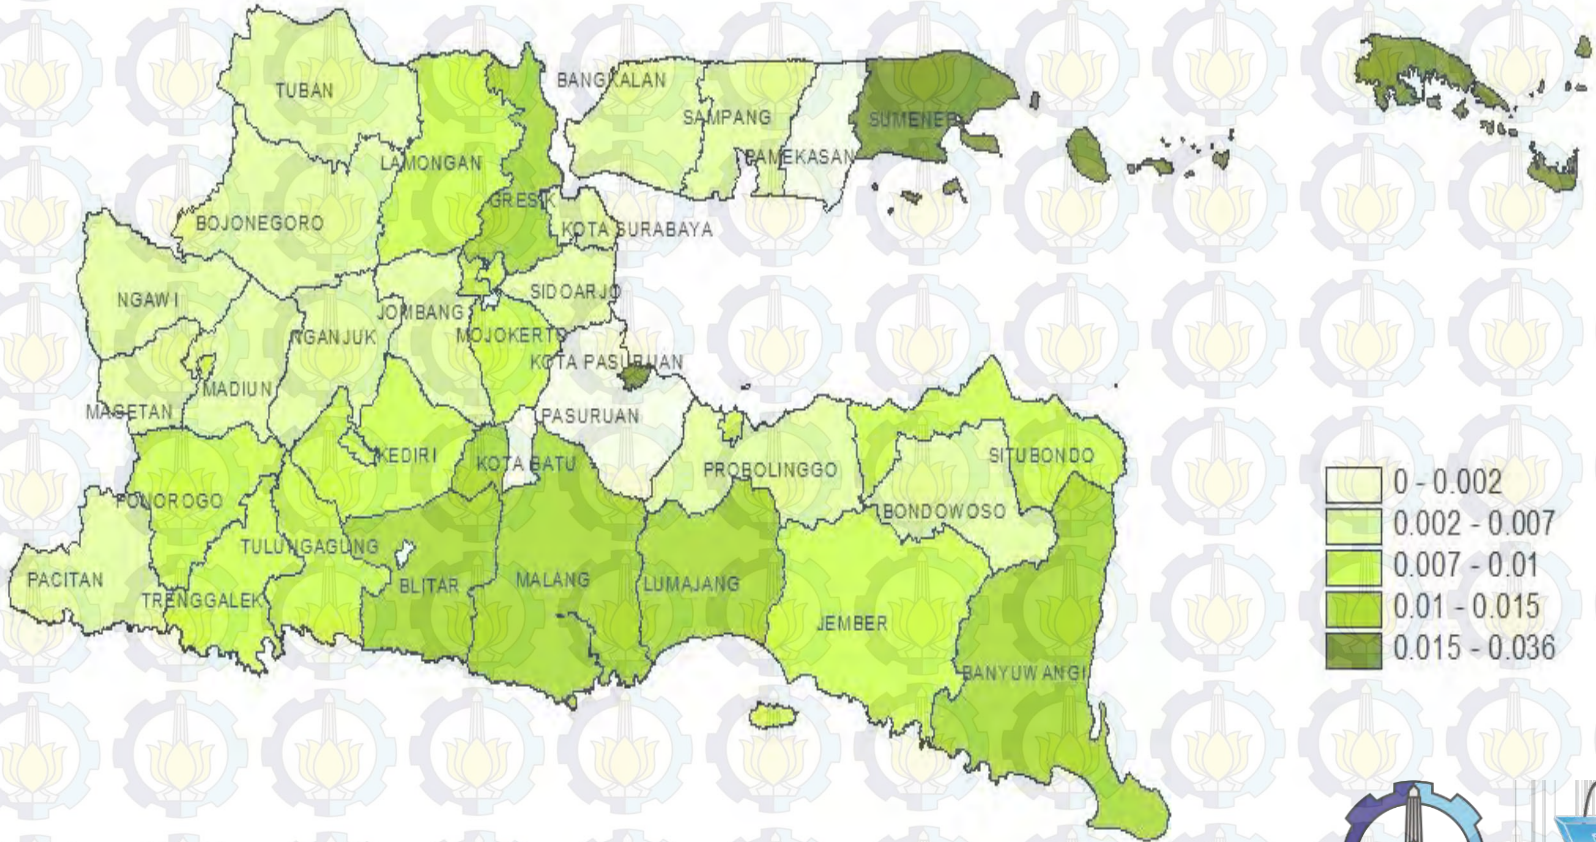 TUBAN
BANGKALAN
SAMPANG
SUMENEP
LAMONGAN
PAMEKASAN
GRESIK
BOJONEGORO
KOTA SURABAYA
NGAWI
SIDOARJO
JOMBANG
NGANJUK
MOJOKERTO
KOTA PASURUAN
MADIUN
MAGETAN
PASURUAN
KEDIRI
KOTA BATU
PROBOLINGGO
SITUBONDO
PONOROGO
BONDOWOSO
TULUNGAGUNG
PACITAN
BLITAR
MALANG
LUMAJANG
TRENGGALEK
JEMBER
BANYUWANGI
0 - 0.002
0.002 - 0.007
0.007 - 0.01
0.01 - 0.015
0.015 - 0.036